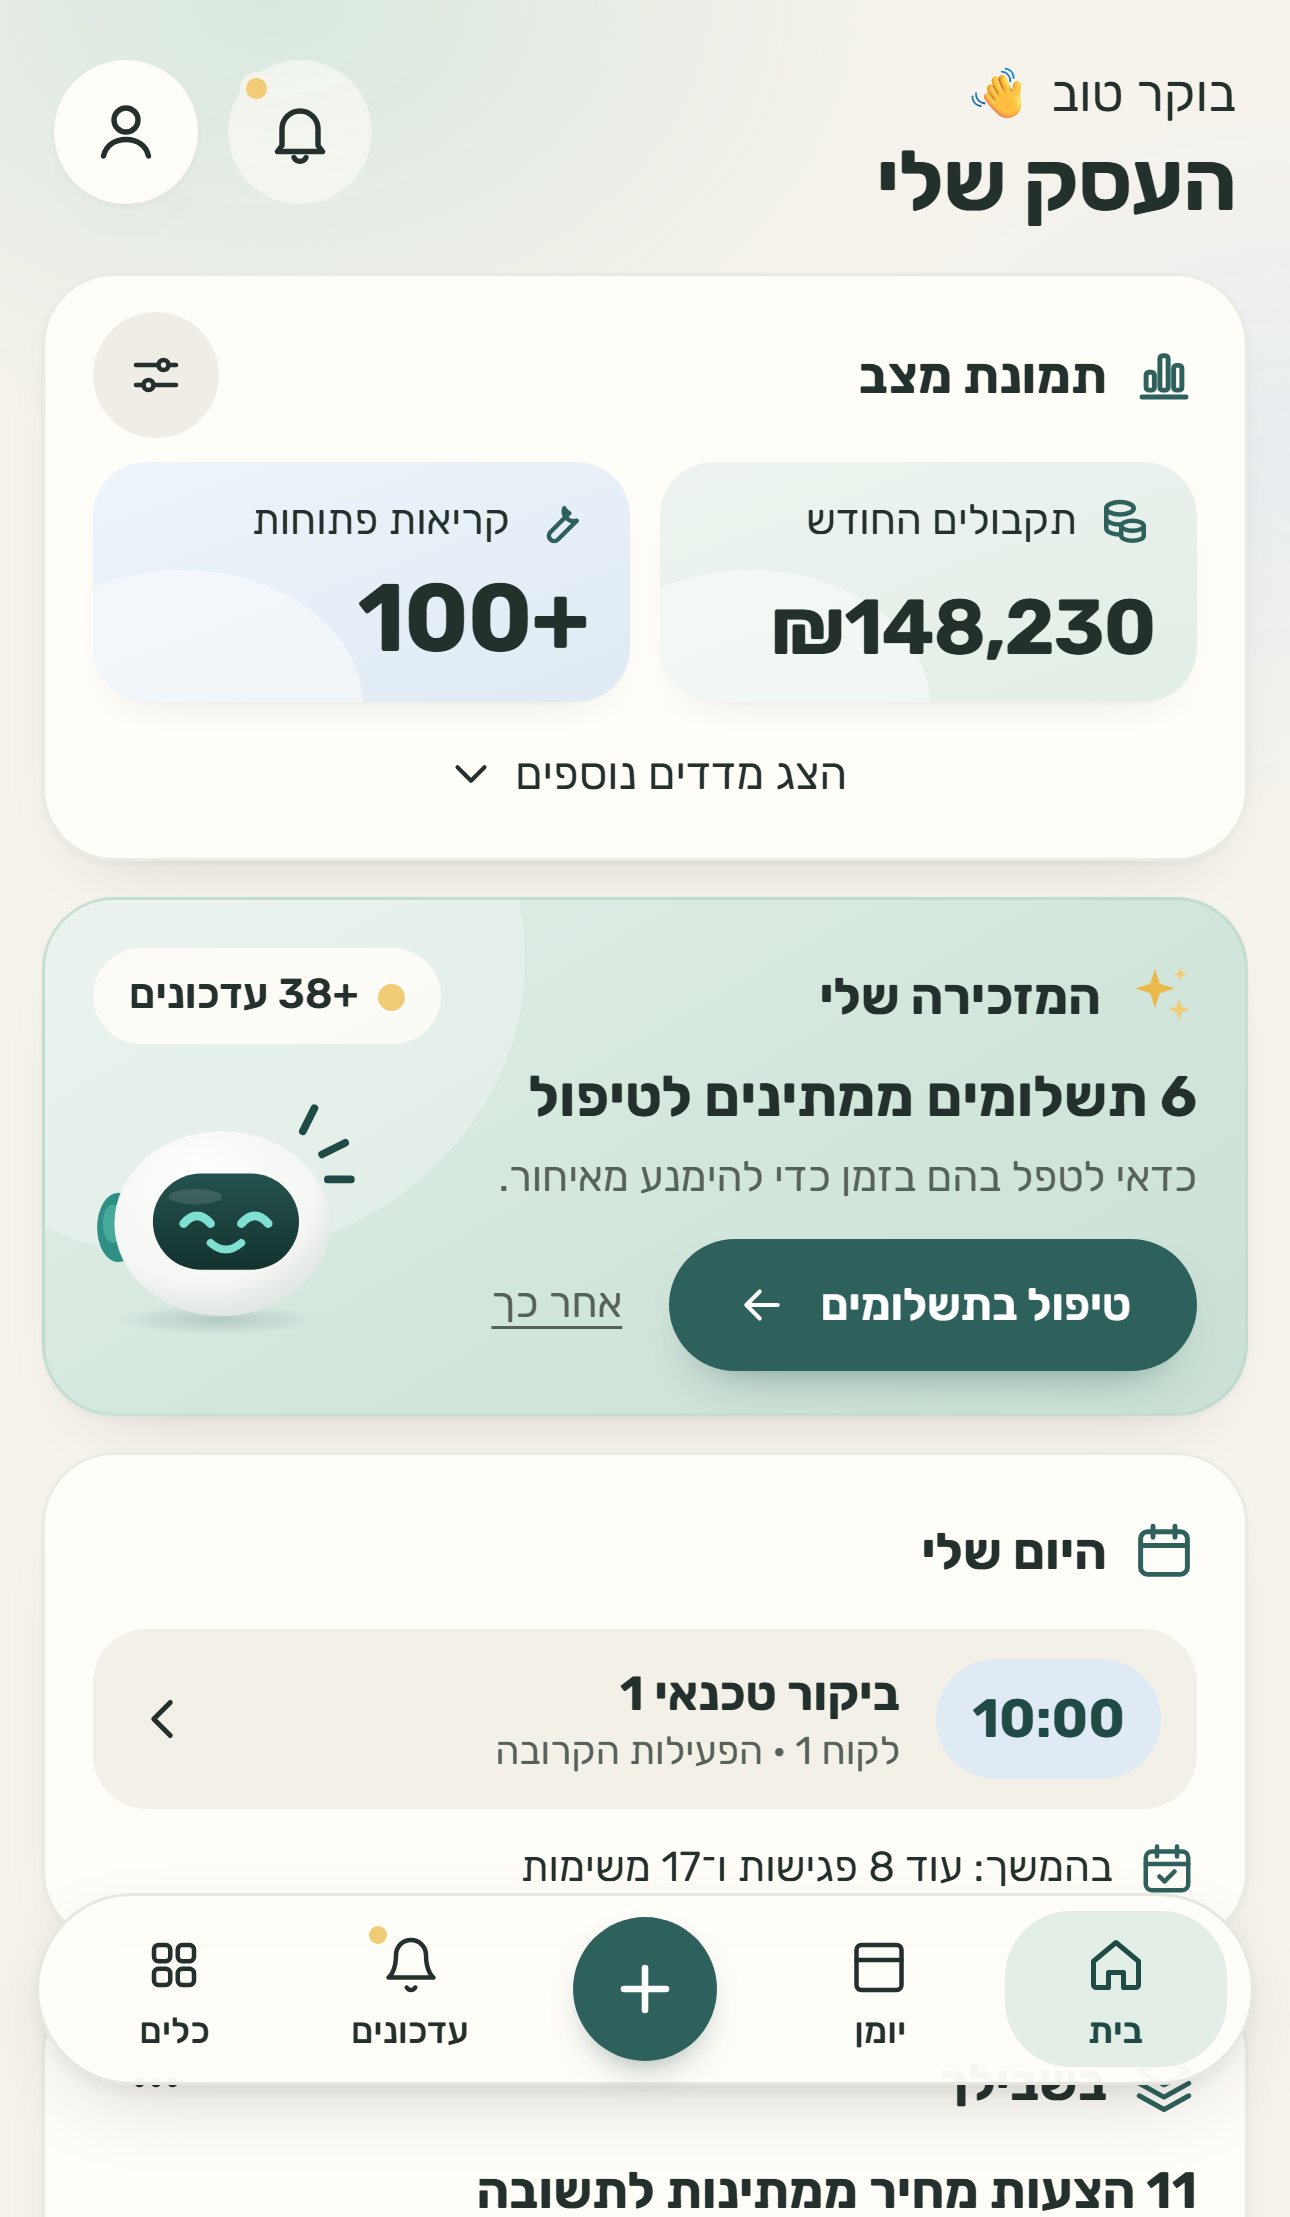 בוקר טוב 👋
העסק שלי
תמונת מצב
תקבולים החודש
₪148,230
קריאות פתוחות
100+
הצג מדדים נוספים
המזכירה שלי
38+ עדכונים
6 תשלומים ממתינים לטיפול
כדאי לטפל בהם בזמן כדי להימנע מאיחור.
טיפול בתשלומים
אחר כך
היום שלי
10:00
ביקור טכנאי 1
לקוח 1 • הפעילות הקרובה
בהמשך: עוד 8 פגישות ו־17 משימות
בית
יומן
עדכונים
כלים
בשבילך
11 הצעות מחיר ממתינות לתשובה